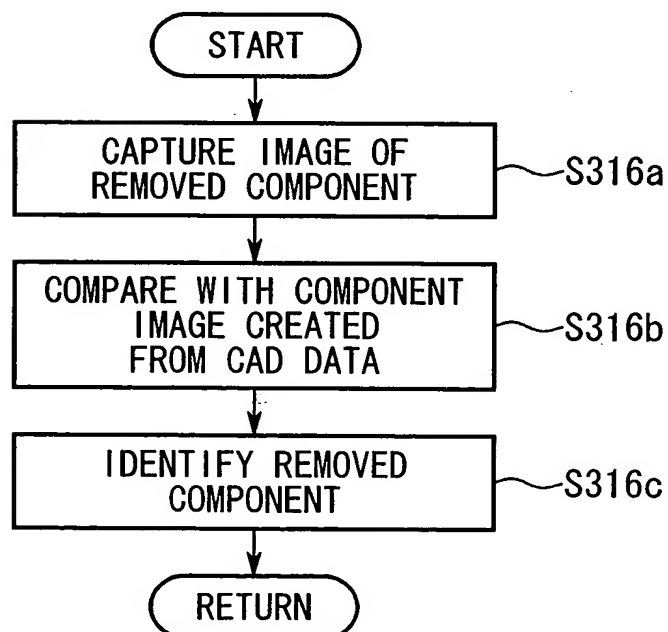 START
CAPTURE IMAGE OF
REMOVED COMPONENT
S316a
COMPARE WITH COMPONENT
IMAGE CREATED
FROM CAD DATA
S316b
IDENTIFY REMOVED
COMPONENT
S316c
RETURN